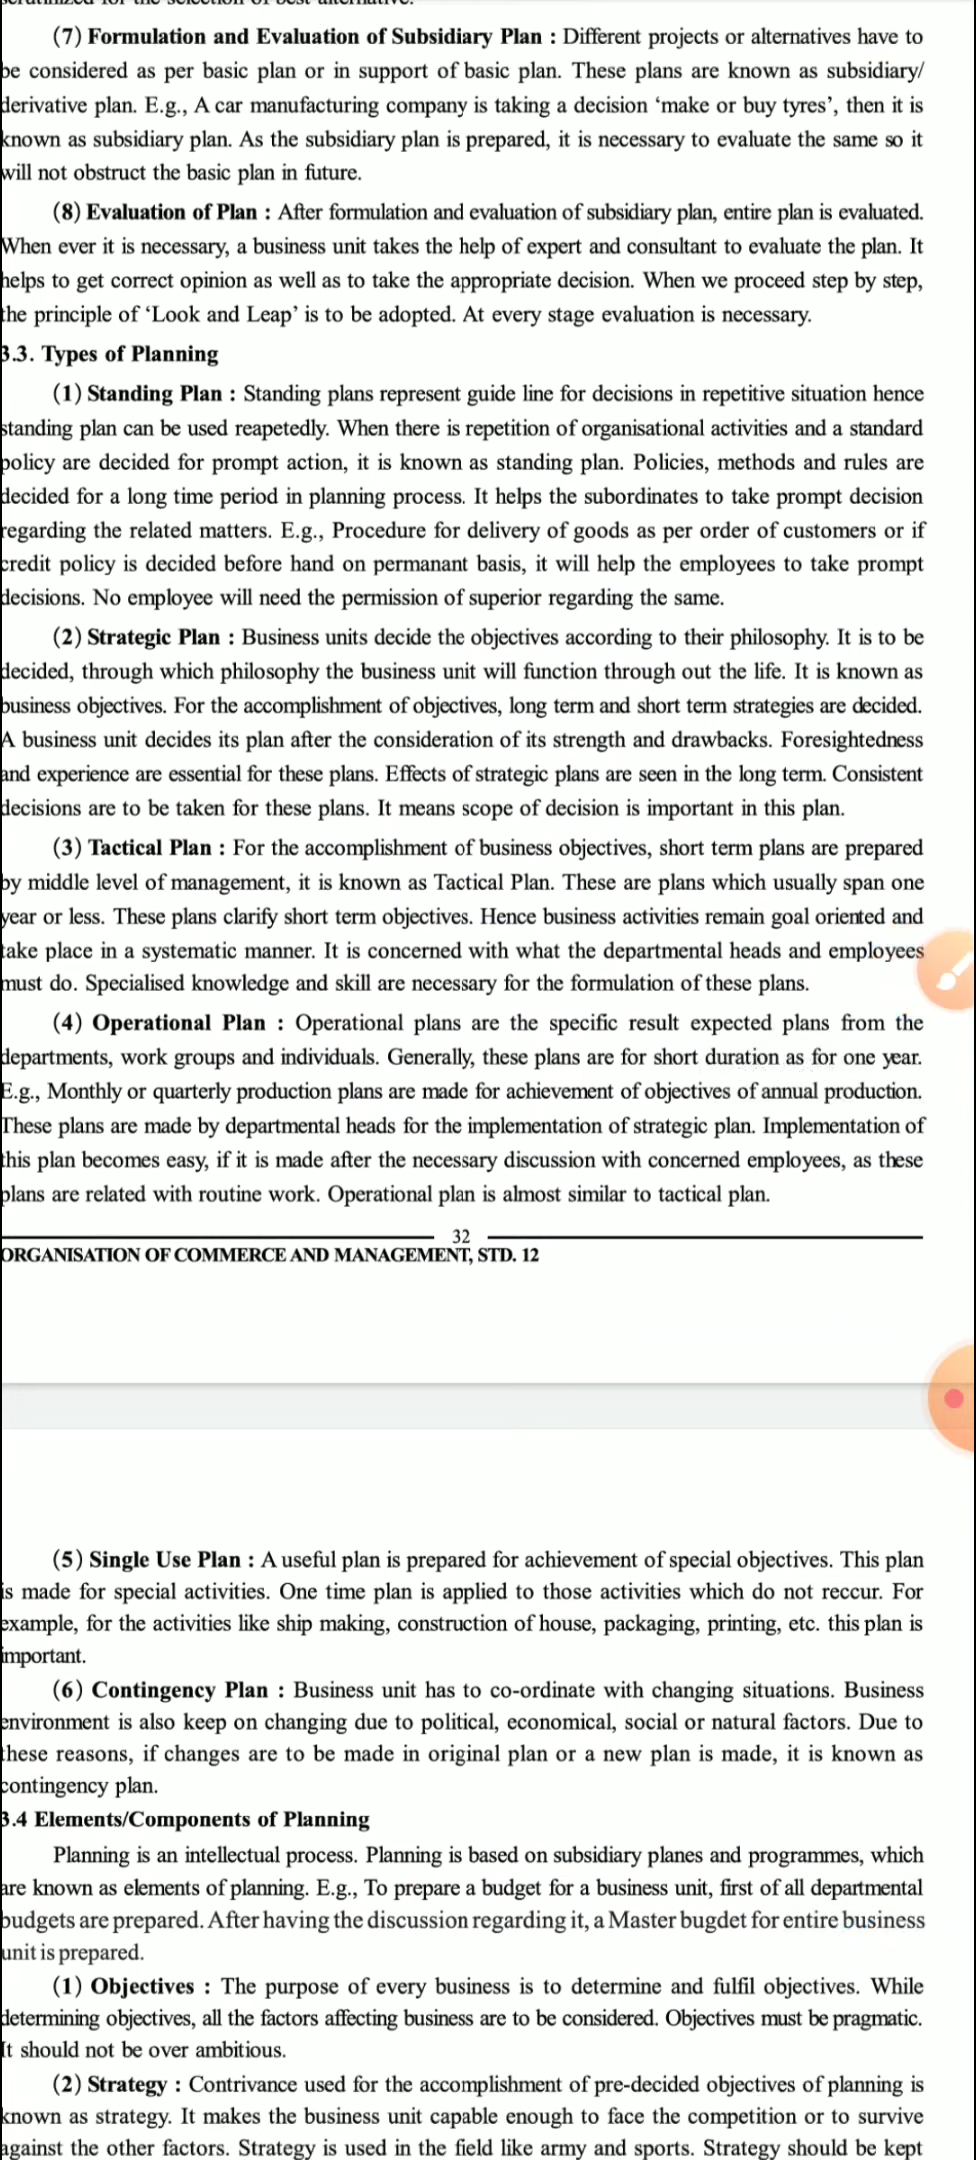 (7) Formulation and Evaluation of Subsidiary Plan : Different projects or alternatives have to
be considered as per basic plan or in support of basic plan. These plans are known as subsidiary/
derivative plan. E.g., A car manufacturing company is taking a decision ‘make or buy tyres’, then it is
known as subsidiary plan. As the subsidiary plan is prepared, it is necessary to evaluate the same so it
will not obstruct the basic plan in future.
(8) Evaluation of Plan : After formulation and evaluation of subsidiary plan, entire plan is evaluated.
When ever it is necessary, a business unit takes the help of expert and consultant to evaluate the plan. It
helps to get correct opinion as well as to take the appropriate decision. When we proceed step by step,
the principle of ‘Look and Leap’ is to be adopted. At every stage evaluation is necessary.
3.3. Types of Planning
(1) Standing Plan : Standing plans represent guide line for decisions in repetitive situation hence
standing plan can be used reapetedly. When there is repetition of organisational activities and a standard
policy are decided for prompt action, it is known as standing plan. Policies, methods and rules are
decided for a long time period in planning process. It helps the subordinates to take prompt decision
regarding the related matters. E.g., Procedure for delivery of goods as per order of customers or if
credit policy is decided before hand on permanant basis, it will help the employees to take prompt
decisions. No employee will need the permission of superior regarding the same.
(2) Strategic Plan : Business units decide the objectives according to their philosophy. It is to be
decided, through which philosophy the business unit will function through out the life. It is known as
business objectives. For the accomplishment of objectives, long term and short term strategies are decided.
A business unit decides its plan after the consideration of its strength and drawbacks. Foresightedness
and experience are essential for these plans. Effects of strategic plans are seen in the long term. Consistent
decisions are to be taken for these plans. It means scope of decision is important in this plan.
(3) Tactical Plan : For the accomplishment of business objectives, short term plans are prepared
by middle level of management, it is known as Tactical Plan. These are plans which usually span one
year or less. These plans clarify short term objectives. Hence business activities remain goal oriented and
take place in a systematic manner. It is concerned with what the departmental heads and employees
must do. Specialised knowledge and skill are necessary for the formulation of these plans.
(4) Operational Plan : Operational plans are the specific result expected plans from the
departments, work groups and individuals. Generally, these plans are for short duration as for one year.
E.g., Monthly or quarterly production plans are made for achievement of objectives of annual production.
These plans are made by departmental heads for the implementation of strategic plan. Implementation of
this plan becomes easy, if it is made after the necessary discussion with concerned employees, as these
plans are related with routine work. Operational plan is almost similar to tactical plan.
32
ORGANISATION OF COMMERCE AND MANAGEMENT, STD. 12
(5) Single Use Plan : A useful plan is prepared for achievement of special objectives. This plan
is made for special activities. One time plan is applied to those activities which do not reccur. For
example, for the activities like ship making, construction of house, packaging, printing, etc. this plan is
important.
(6) Contingency Plan : Business unit has to co-ordinate with changing situations. Business
environment is also keep on changing due to political, economical, social or natural factors. Due to
these reasons, if changes are to be made in original plan or a new plan is made, it is known as
contingency plan.
3.4 Elements/Components of Planning
Planning is an intellectual process. Planning is based on subsidiary planes and programmes, which
are known as elements of planning. E.g., To prepare a budget for a business unit, first of all departmental
budgets are prepared. After having the discussion regarding it, a Master bugdet for entire business
unit is prepared.
(1) Objectives : The purpose of every business is to determine and fulfil objectives. While
determining objectives, all the factors affecting business are to be considered. Objectives must be pragmatic.
It should not be over ambitious.
(2) Strategy : Contrivance used for the accomplishment of pre-decided objectives of planning is
known as strategy. It makes the business unit capable enough to face the competition or to survive
against the other factors. Strategy is used in the field like army and sports. Strategy should be kept